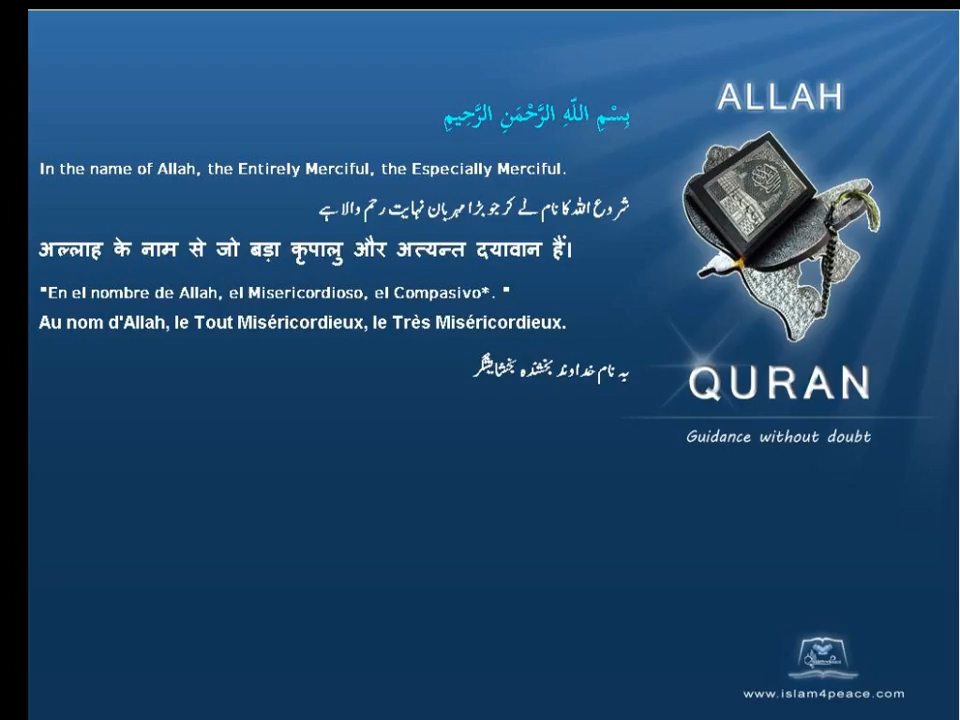 بِسْمِ اللَّهِ الرَّحْمَنِ الرَّحِيمِ
In the name of Allah, the Entirely Merciful, the Especially Merciful.
شروع الله کا نام لے کر جو بڑا مہربان نہایت رحم والا ہے
अल्लाह के नाम से जो बड़ा कृपालु और अत्यन्त दयावान हैं।
"En el nombre de Allah, el Misericordioso, el Compasivo*. "
Au nom d'Allah, le Tout Miséricordieux, le Très Miséricordieux.
به نام خداوند بخشنده بخشایشگر
ALLAH
QURAN
Guidance without doubt
www.islam4peace.com